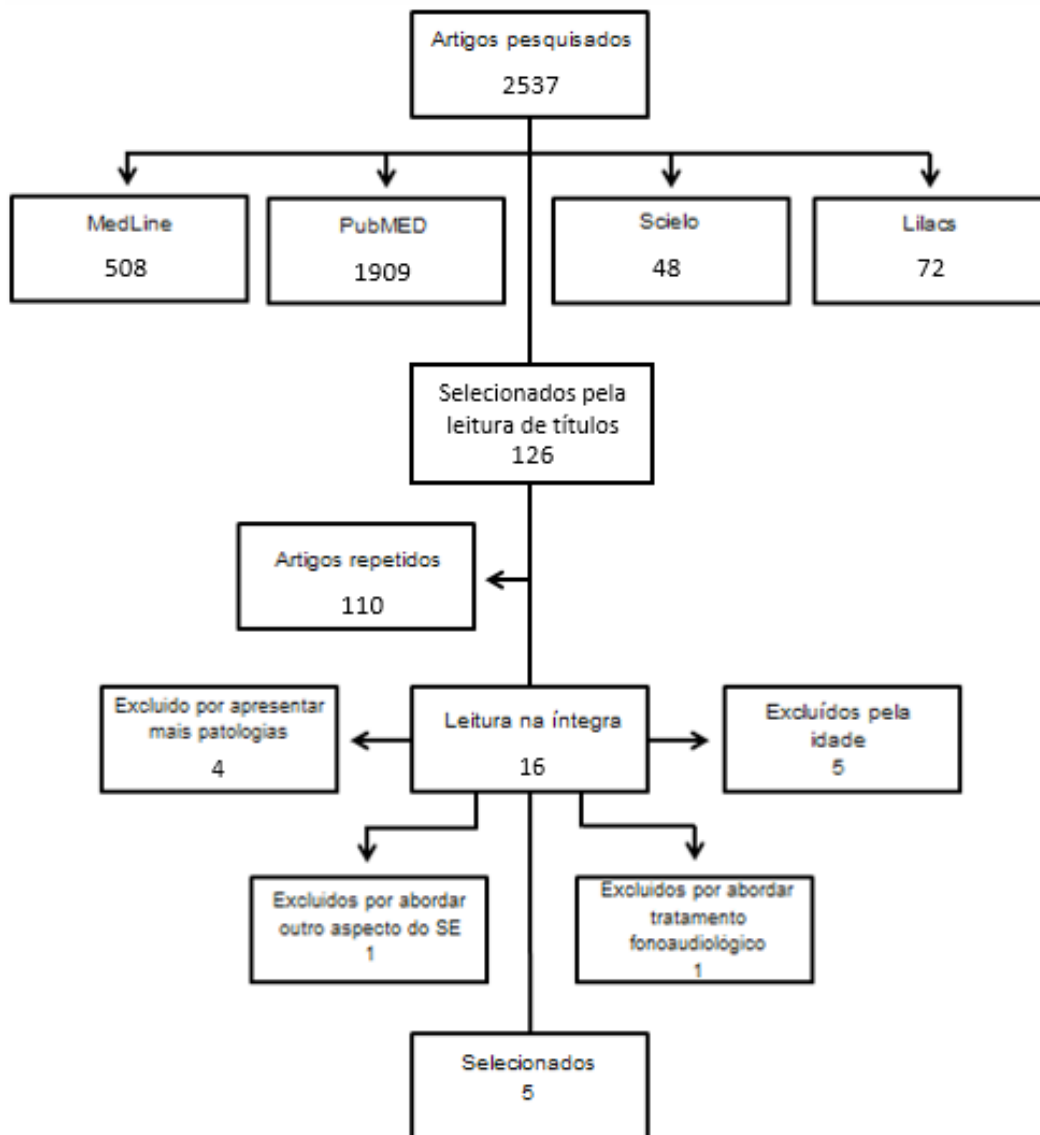 Artigos pesquisados
2537
MedLine
508
PubMED
1909
Scielo
48
Lilacs
72
Selecionados pela
leitura de títulos
126
Artigos repetidos
110
Excluido por apresentar
mais patologias
4
Leitura na íntegra
16
Excluídos pela
idade
5
Excluidos por abordar
outro aspecto do SE
1
Excluidos por abordar
tratamento
fonoaudiológico
1
Selecionados
5